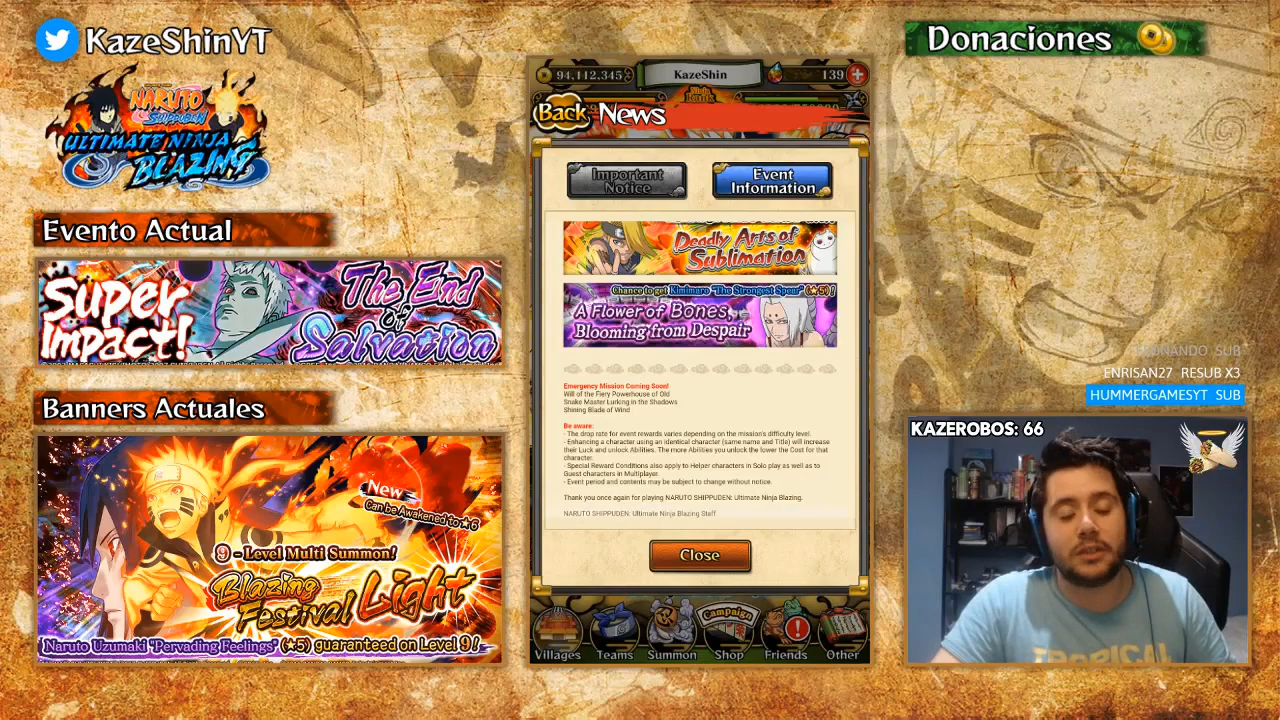 KazeShinYT
NARUTO
SHIPPUDEN
ULTIMATE NINJA
BLAZING
Evento Actual
Super
Impact!
The End
of
Salvation
Banners Actuales
New
Can be Awakened to ★6
9 - Level Multi Summon!
Blazing
Festival Light
Naruto Uzumaki "Pervading Feelings" (★5) guaranteed on Level 9!
94,112,345
KazeShin
139
Back News
Important
Notice
Event
Information
Deadly Arts of
Sublimation
Chance to get Kimimaro "The Strongest Spear" (★5)!
A Flower of Bones,
Blooming from Despair
Emergency Mission Coming Soon!
Will of the Fiery Powerhouse of Old
Snake Master Lurking in the Shadows
Shining Blade of Wind
Be aware:
- The drop rate for event rewards varies depending on the mission's difficulty level.
- Enhancing a character using an identical character (same name and Title) will increase
their Luck and unlock Abilities. The more Abilities you unlock the lower the Cost for that
character.
- Special Reward Conditions also apply to Helper characters in Solo play as well as to
Guest characters in Multiplayer.
- Event period and contents may be subject to change without notice.
Thank you once again for playing NARUTO SHIPPUDEN: Ultimate Ninja Blazing.
NARUTO SHIPPUDEN: Ultimate Ninja Blazing Staff
Close
Campaign
Villages Teams Summon Shop Friends Other
Donaciones
SUB
ENRISAN27 RESUB X3
HUMMERGAMESYT SUB
KAZEROBOS: 66
TROPICAL